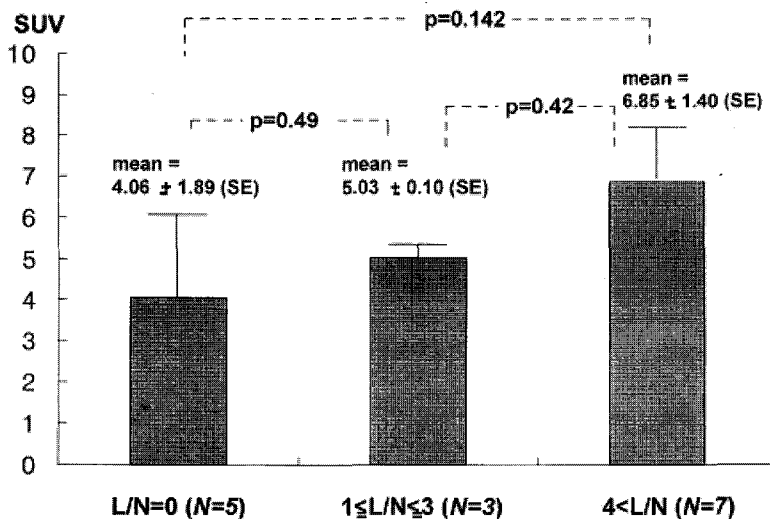 SUV
p=0.142
10
9
8
7
6
5
4
3
2
1
0
p=0.49
p=0.42
mean =
4.06 ± 1.89 (SE)
mean =
5.03 ± 0.10 (SE)
mean =
6.85 ± 1.40 (SE)
L/N=0 (N=5)
1≦L/N≦3 (N=3)
4<L/N (N=7)